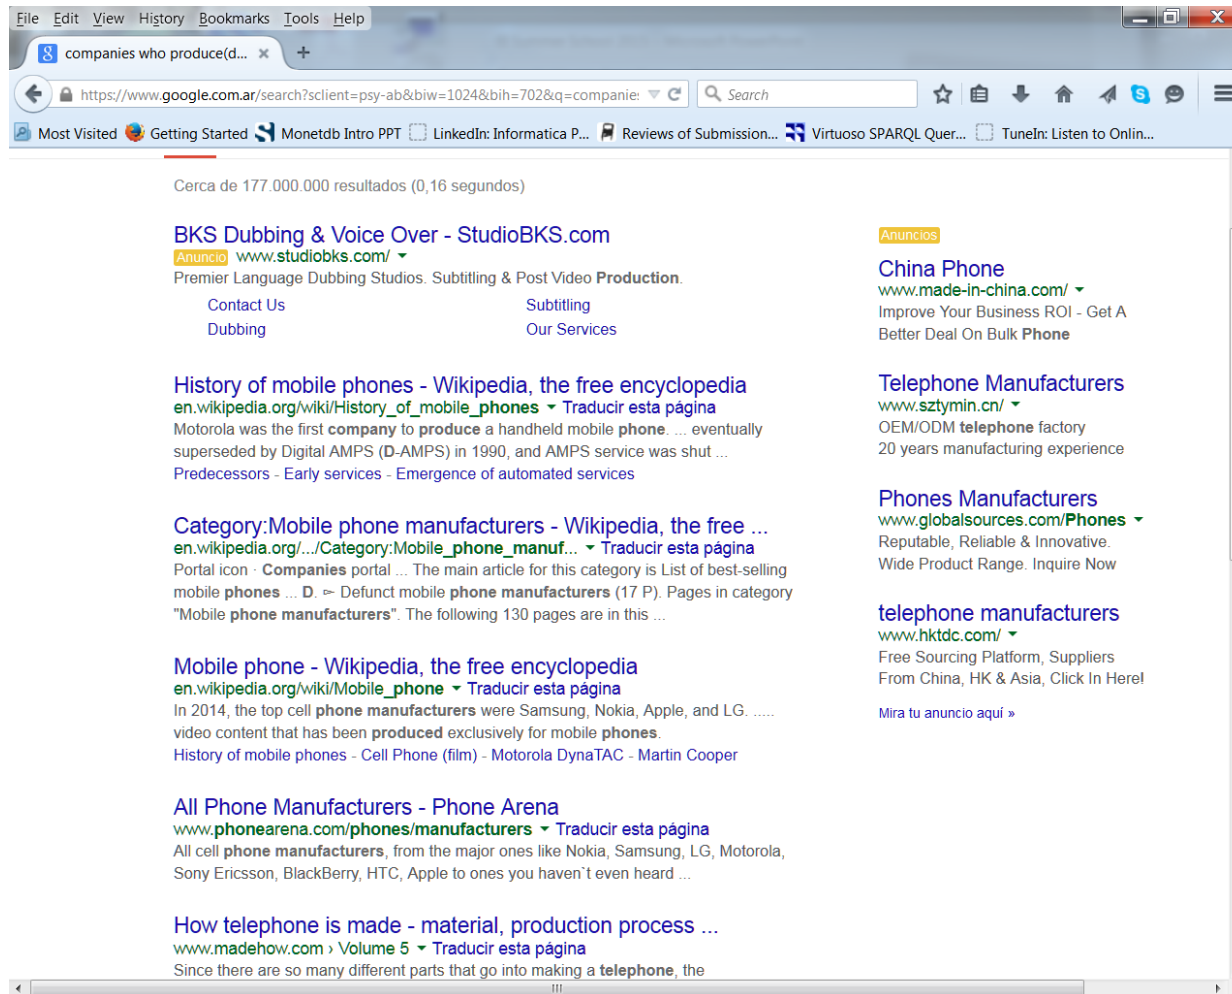 File Edit View History Bookmarks Tools Help
companies who produce(d... × +
https://www.google.com.ar/search?sclient=psy-ab&biw=1024&bih=702&q=companie: Search
Most Visited Getting Started Monetdb Intro PPT LinkedIn: Informatica P... Reviews of Submission... Virtuoso SPARQL Quer... TuneIn: Listen to Onlin...
Cerca de 177.000.000 resultados (0,16 segundos)
BKS Dubbing & Voice Over - StudioBKS.com
Anuncio www.studiobks.com/
Premier Language Dubbing Studios. Subtitling & Post Video Production.
Contact Us Subtitling
Dubbing Our Services
History of mobile phones - Wikipedia, the free encyclopedia
en.wikipedia.org/wiki/History_of_mobile_phones Traducir esta página
Motorola was the first company to produce a handheld mobile phone. ... eventually
superseded by Digital AMPS (D-AMPS) in 1990, and AMPS service was shut ...
Predecessors - Early services - Emergence of automated services
Category:Mobile phone manufacturers - Wikipedia, the free ...
en.wikipedia.org/.../Category:Mobile_phone_manuf... Traducir esta página
Portal icon · Companies portal ... The main article for this category is List of best-selling
mobile phones ... D. ► Defunct mobile phone manufacturers (17 P). Pages in category
"Mobile phone manufacturers". The following 130 pages are in this ...
Mobile phone - Wikipedia, the free encyclopedia
en.wikipedia.org/wiki/Mobile_phone Traducir esta página
In 2014, the top cell phone manufacturers were Samsung, Nokia, Apple, and LG. .....
video content that has been produced exclusively for mobile phones.
History of mobile phones - Cell Phone (film) - Motorola DynaTAC - Martin Cooper
All Phone Manufacturers - Phone Arena
www.phonearena.com/phones/manufacturers Traducir esta página
All cell phone manufacturers, from the major ones like Nokia, Samsung, LG, Motorola,
Sony Ericsson, BlackBerry, HTC, Apple to ones you haven`t even heard ...
How telephone is made - material, production process ...
www.madehow.com › Volume 5 Traducir esta página
Since there are so many different parts that go into making a telephone, the
Anuncios
China Phone
www.made-in-china.com/
Improve Your Business ROI - Get A
Better Deal On Bulk Phone
Telephone Manufacturers
www.sztymin.cn/
OEM/ODM telephone factory
20 years manufacturing experience
Phones Manufacturers
www.globalsources.com/Phones
Reputable, Reliable & Innovative.
Wide Product Range. Inquire Now
telephone manufacturers
www.hktdc.com/
Free Sourcing Platform, Suppliers
From China, HK & Asia, Click In Here!
Mira tu anuncio aquí »